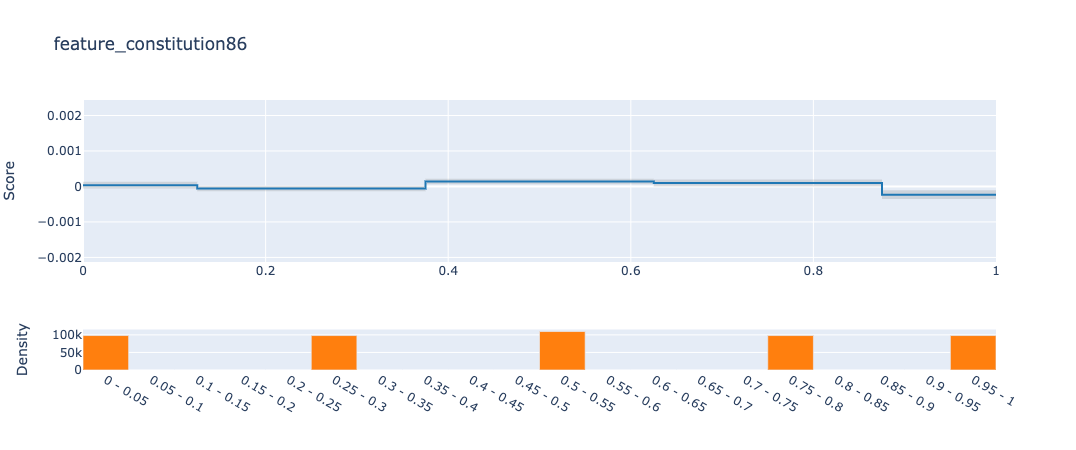 feature_constitution86
Score
0.002
0.001
0
−0.001
−0.002
0 0.2 0.4 0.6 0.8 1
Density
100k
50k
0
0 - 0.05 0.05 - 0.1 0.1 - 0.15 0.15 - 0.2 0.2 - 0.25 0.25 - 0.3 0.3 - 0.35 0.35 - 0.4 0.4 - 0.45 0.45 - 0.5 0.5 - 0.55 0.55 - 0.6 0.6 - 0.65 0.65 - 0.7 0.7 - 0.75 0.75 - 0.8 0.8 - 0.85 0.85 - 0.9 0.9 - 0.95 0.95 - 1